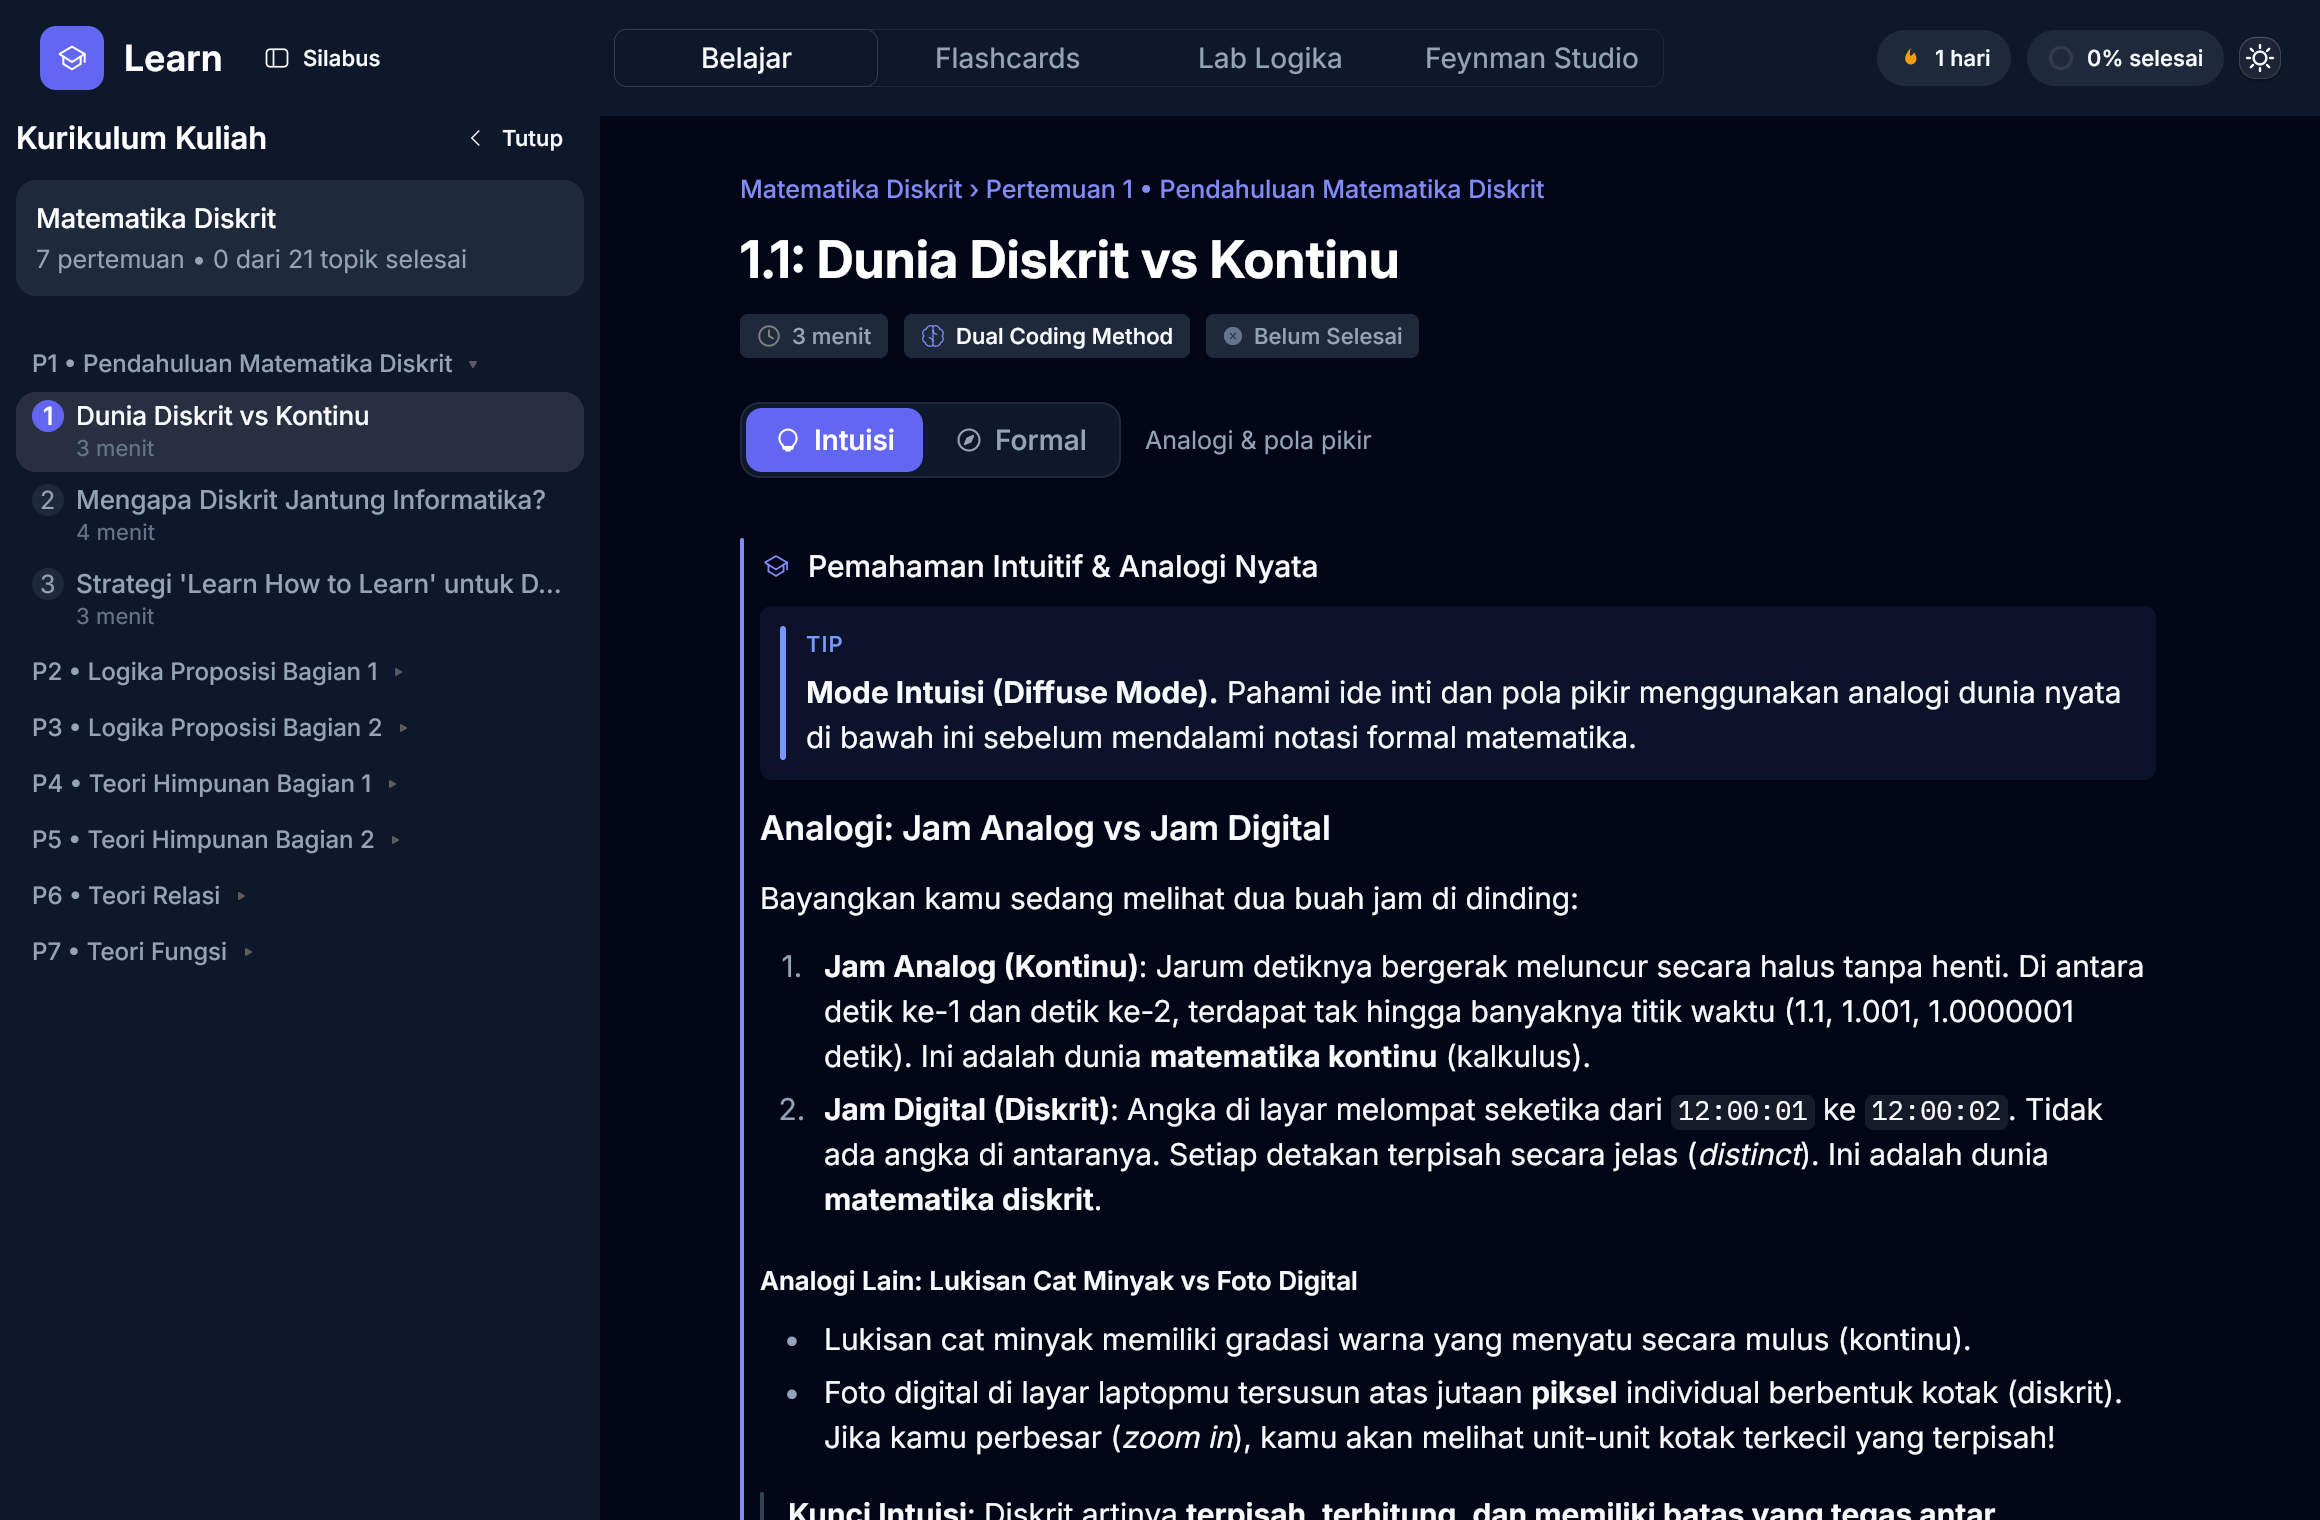 Learn
Silabus
Belajar
Flashcards
Lab Logika
Feynman Studio
1 hari
0% selesai
Kurikulum Kuliah
Tutup
Matematika Diskrit
7 pertemuan • 0 dari 21 topik selesai
P1 • Pendahuluan Matematika Diskrit
1 Dunia Diskrit vs Kontinu
3 menit
2 Mengapa Diskrit Jantung Informatika?
4 menit
3 Strategi 'Learn How to Learn' untuk D...
3 menit
P2 • Logika Proposisi Bagian 1
P3 • Logika Proposisi Bagian 2
P4 • Teori Himpunan Bagian 1
P5 • Teori Himpunan Bagian 2
P6 • Teori Relasi
P7 • Teori Fungsi
Matematika Diskrit › Pertemuan 1 • Pendahuluan Matematika Diskrit
1.1: Dunia Diskrit vs Kontinu
3 menit
Dual Coding Method
Belum Selesai
Intuisi
Formal
Analogi & pola pikir
Pemahaman Intuitif & Analogi Nyata
TIP
Mode Intuisi (Diffuse Mode). Pahami ide inti dan pola pikir menggunakan analogi dunia nyata
di bawah ini sebelum mendalami notasi formal matematika.
Analogi: Jam Analog vs Jam Digital
Bayangkan kamu sedang melihat dua buah jam di dinding:
1. Jam Analog (Kontinu): Jarum detiknya bergerak meluncur secara halus tanpa henti. Di antara
detik ke-1 dan detik ke-2, terdapat tak hingga banyaknya titik waktu (1.1, 1.001, 1.0000001
detik). Ini adalah dunia matematika kontinu (kalkulus).
2. Jam Digital (Diskrit): Angka di layar melompat seketika dari 12:00:01 ke 12:00:02. Tidak
ada angka di antaranya. Setiap detakan terpisah secara jelas (distinct). Ini adalah dunia
matematika diskrit.
Analogi Lain: Lukisan Cat Minyak vs Foto Digital
• Lukisan cat minyak memiliki gradasi warna yang menyatu secara mulus (kontinu).
• Foto digital di layar laptopmu tersusun atas jutaan piksel individual berbentuk kotak (diskrit).
Jika kamu perbesar (zoom in), kamu akan melihat unit-unit kotak terkecil yang terpisah!
Kunci Intuisi: Diskrit artinya terpisah, terhitung, dan memiliki batas yang tegas antar